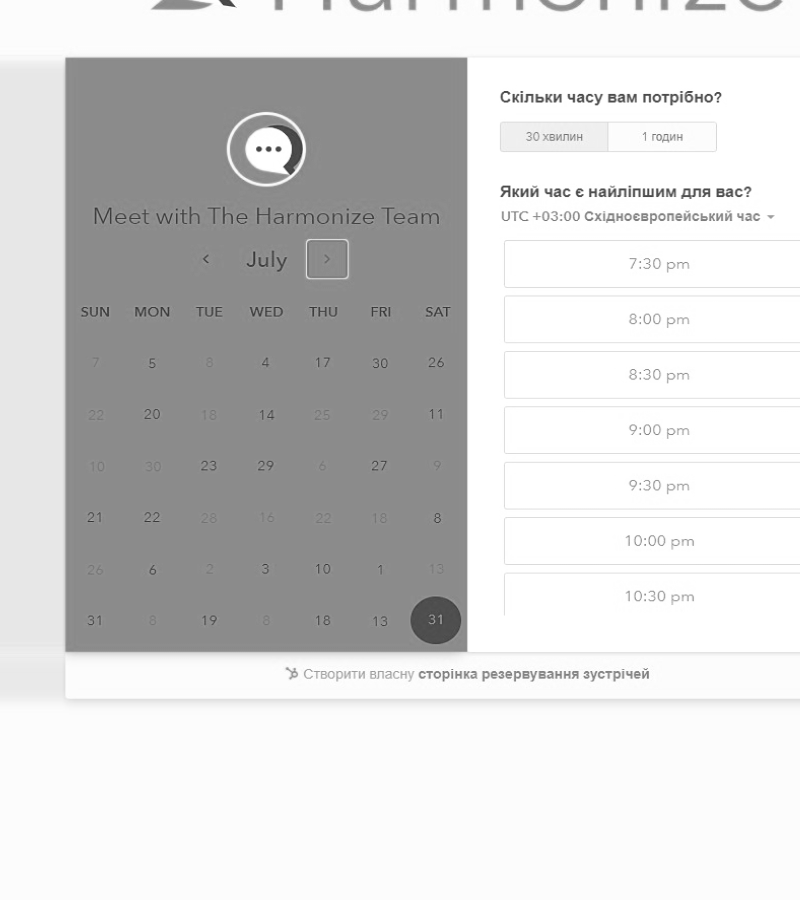 Harmonize
Meet with The Harmonize Team
July
SUN MON TUE WED THU FRI SAT
7 5 8 4 17 30 26
22 20 18 14 25 29 11
10 30 23 29 6 27 9
21 22 28 16 22 18 8
26 6 2 3 10 1 13
31 8 19 8 18 13 31
Скільки часу вам потрібно?
30 хвилин 1 годин
Який час є найліпшим для вас?
UTC +03:00 Східноєвропейський час
7:30 pm
8:00 pm
8:30 pm
9:00 pm
9:30 pm
10:00 pm
10:30 pm
Створити власну сторінка резервування зустрічей